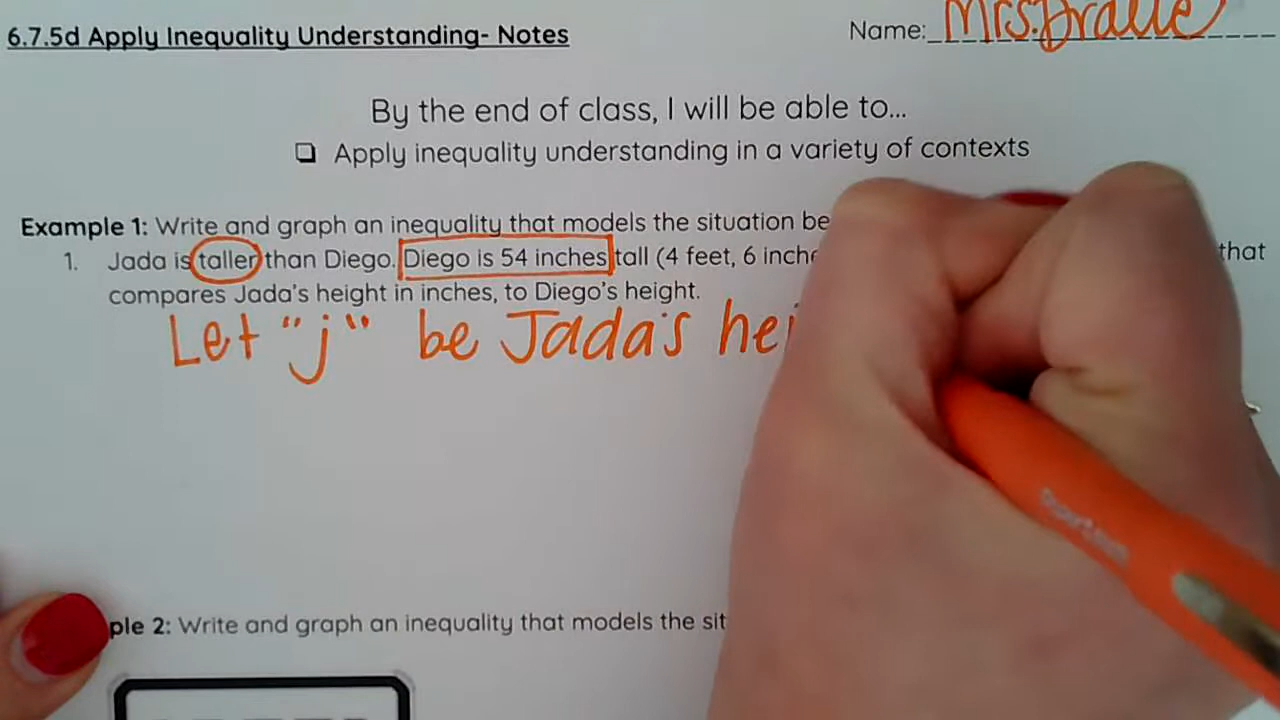 6.7.5d Apply Inequality Understanding- Notes
Name: Mrs.
By the end of class, I will be able to...
❏ Apply inequality understanding in a variety of contexts
Example 1: Write and graph an inequality that models the situation be
1. Jada is taller than Diego. Diego is 54 inches tall (4 feet, 6 inche that
compares Jada's height in inches, to Diego's height.
Let "j" be Jada's hei
ple 2: Write and graph an inequality that models the sit